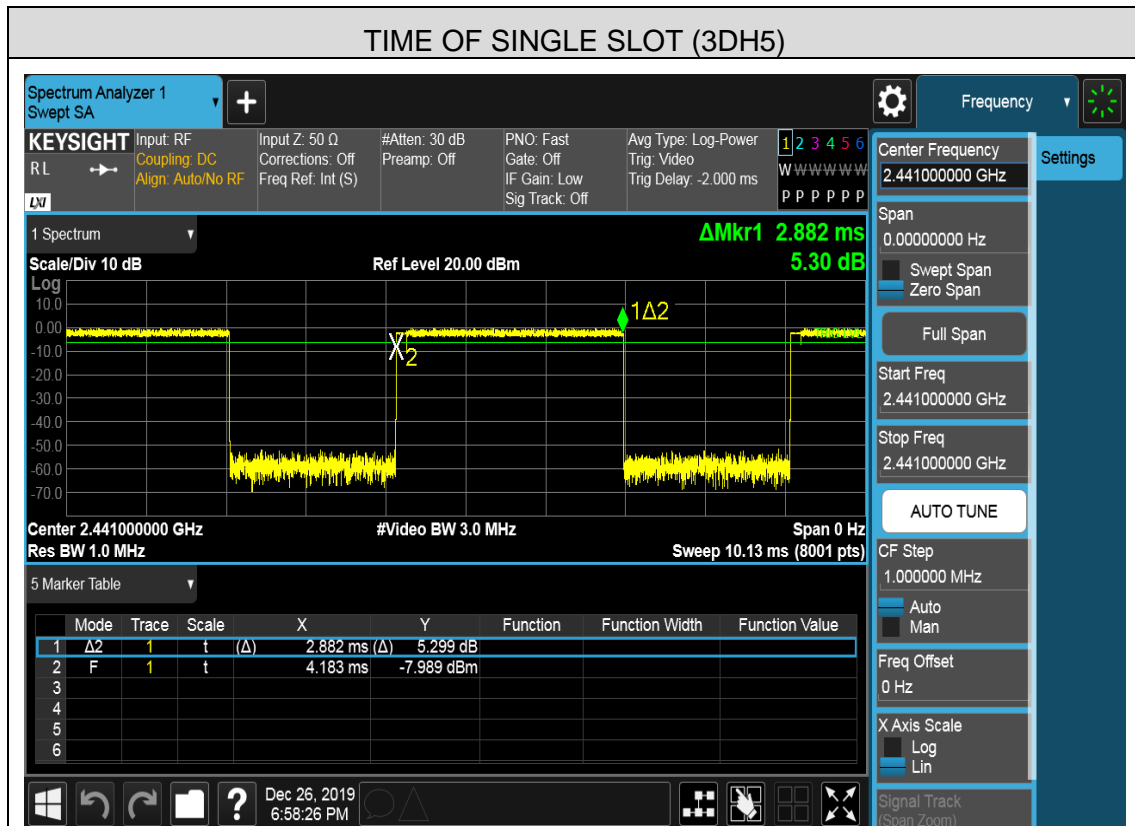 TIME OF SINGLE SLOT (3DH5)
Spectrum Analyzer 1
Swept SA
Frequency
KEYSIGHT
R L
LXI
Input: RF
Coupling: DC
Align: Auto/No RF
Input Z: 50 Ω
Corrections: Off
Freq Ref: Int (S)
#Atten: 30 dB
Preamp: Off
PNO: Fast
Gate: Off
IF Gain: Low
Sig Track: Off
Avg Type: Log-Power
Trig: Video
Trig Delay: -2.000 ms
1 2 3 4 5 6
W W W W W W
P P P P P P
1 Spectrum
ΔMkr1 2.882 ms
5.30 dB
Scale/Div 10 dB
Ref Level 20.00 dBm
Log
10.0
0.00
-10.0
-20.0
-30.0
-40.0
-50.0
-60.0
-70.0
1Δ2
2
Center 2.441000000 GHz
#Video BW 3.0 MHz
Span 0 Hz
Res BW 1.0 MHz
Sweep 10.13 ms (8001 pts)
5 Marker Table
Mode Trace Scale X Y Function Function Width Function Value
1 Δ2 1 t (Δ) 2.882 ms (Δ) 5.299 dB
2 F 1 t 4.183 ms -7.989 dBm
3
4
5
6
?
Dec 26, 2019
6:58:26 PM
Center Frequency
2.441000000 GHz
Settings
Span
0.00000000 Hz
Swept Span
Zero Span
Full Span
Start Freq
2.441000000 GHz
Stop Freq
2.441000000 GHz
AUTO TUNE
CF Step
1.000000 MHz
Auto
Man
Freq Offset
0 Hz
X Axis Scale
Log
Lin
Signal Track
(Span Zoom)